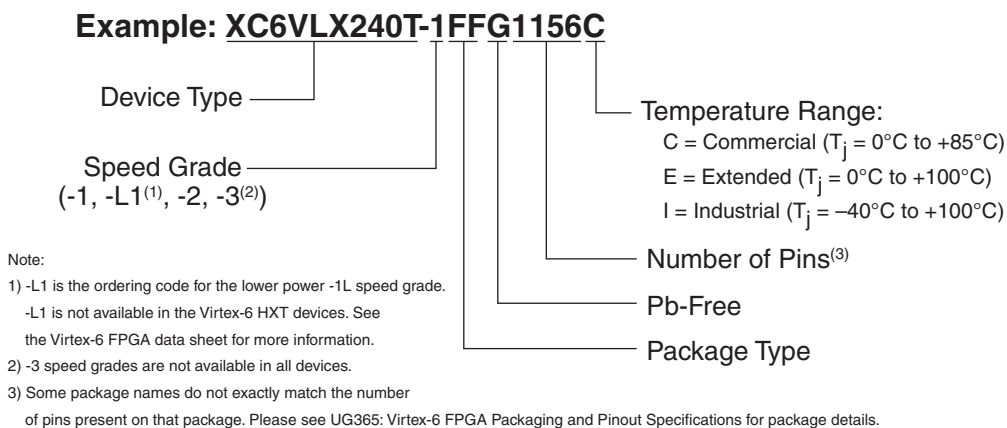 Example: XC6VLX240T-1FFG1156C
Device Type
Speed Grade
(-1, -L1(1), -2, -3(2))
Temperature Range:
C = Commercial (Tj = 0°C to +85°C)
E = Extended (Tj = 0°C to +100°C)
I = Industrial (Tj = –40°C to +100°C)
Number of Pins(3)
Pb-Free
Package Type
Note:
1) -L1 is the ordering code for the lower power -1L speed grade.
-L1 is not available in the Virtex-6 HXT devices. See
the Virtex-6 FPGA data sheet for more information.
2) -3 speed grades are not available in all devices.
3) Some package names do not exactly match the number
of pins present on that package. Please see UG365: Virtex-6 FPGA Packaging and Pinout Specifications for package details.